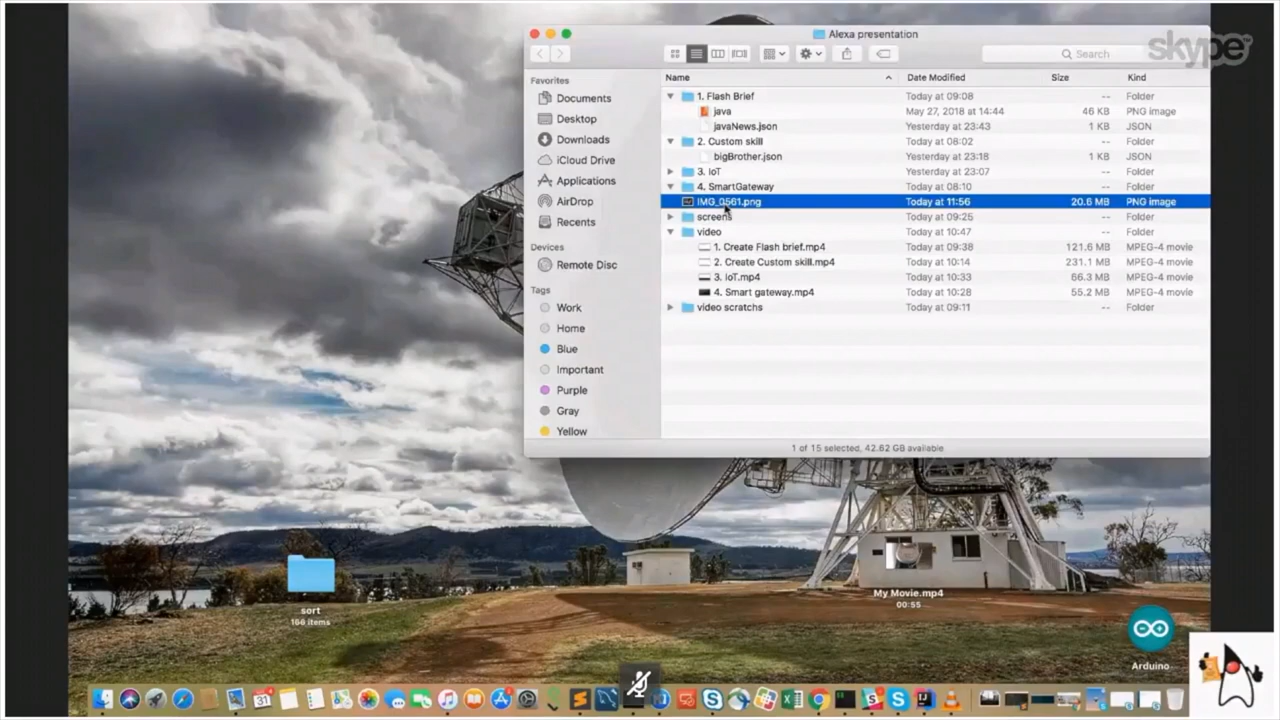 Alexa presentation
skype
Search
Favorites
Documents
Desktop
Downloads
iCloud Drive
Applications
AirDrop
Recents
Devices
Remote Disc
Tags
Work
Home
Blue
Important
Purple
Gray
Yellow
Name Date Modified Size Kind
1. Flash Brief Today at 09:08 -- Folder
java May 27, 2018 at 14:44 46 KB PNG image
javaNews.json Yesterday at 23:43 1 KB JSON
2. Custom skill Today at 08:02 -- Folder
bigBrother.json Yesterday at 23:18 1 KB JSON
3. IoT Yesterday at 23:07 -- Folder
4. SmartGateway Today at 08:10 -- Folder
IMG_0561.png Today at 11:56 20.6 MB PNG image
screens Today at 09:25 -- Folder
video Today at 10:47 -- Folder
1. Create Flash brief.mp4 Today at 09:38 121.6 MB MPEG-4 movie
2. Create Custom skill.mp4 Today at 10:14 231.1 MB MPEG-4 movie
3. IoT.mp4 Today at 10:33 66.3 MB MPEG-4 movie
4. Smart gateway.mp4 Today at 10:28 55.2 MB MPEG-4 movie
video scratchs Today at 09:11 -- Folder
1 of 15 selected, 42.62 GB available
sort
166 items
My Movie.mp4
00:55
Arduino
31